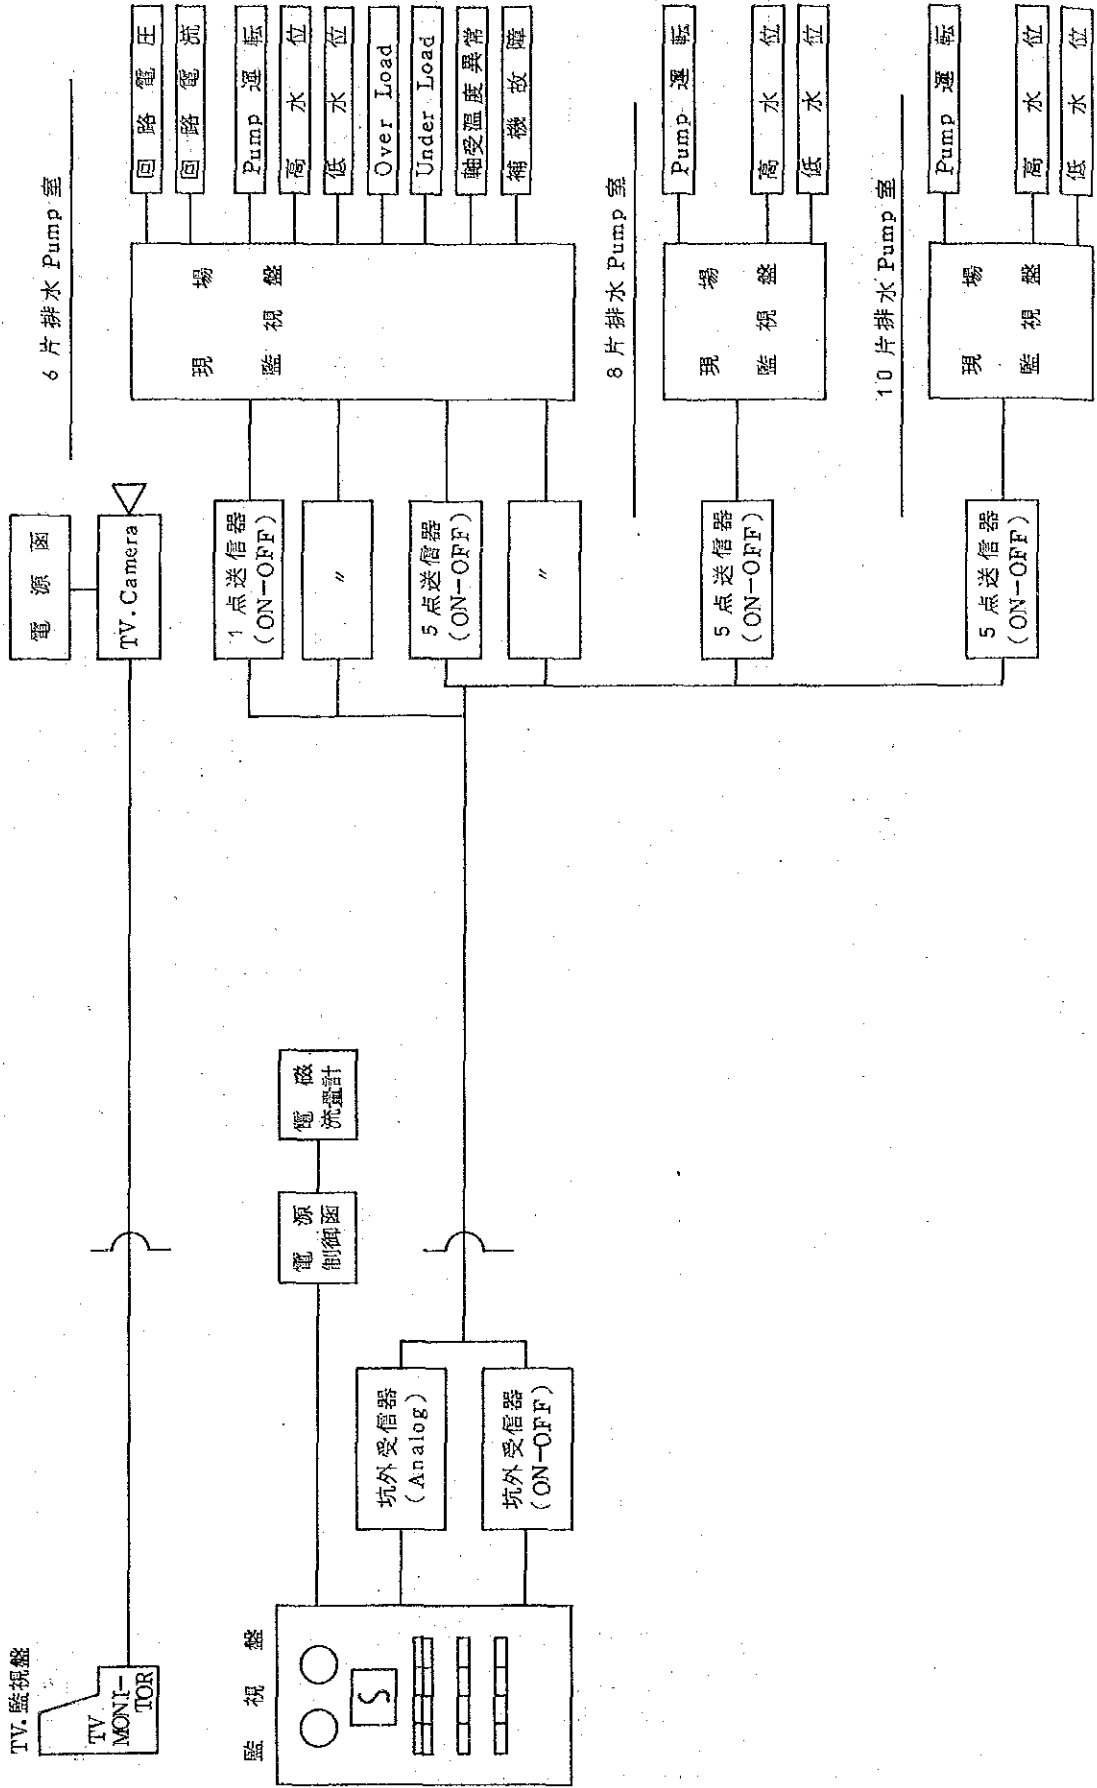 TV.監視盤
TV
MONI-
TOR
監視盤
S
電源
制御函
電磁
流量計
坑外受信器
(Analog)
坑外受信器
(ON-OFF)
電源函
TV.Camera
1点送信器
(ON-OFF)
〃
5点送信器
(ON-OFF)
〃
5点送信器
(ON-OFF)
5点送信器
(ON-OFF)
6片排水Pump室
現場
監視盤
回路電圧
回路電流
Pump運転
高水位
低水位
Over Load
Under Load
軸受温度異常
補機故障
8片排水Pump室
現場
監視盤
Pump運転
高水位
低水位
10片排水Pump室
現場
監視盤
Pump運転
高水位
低水位